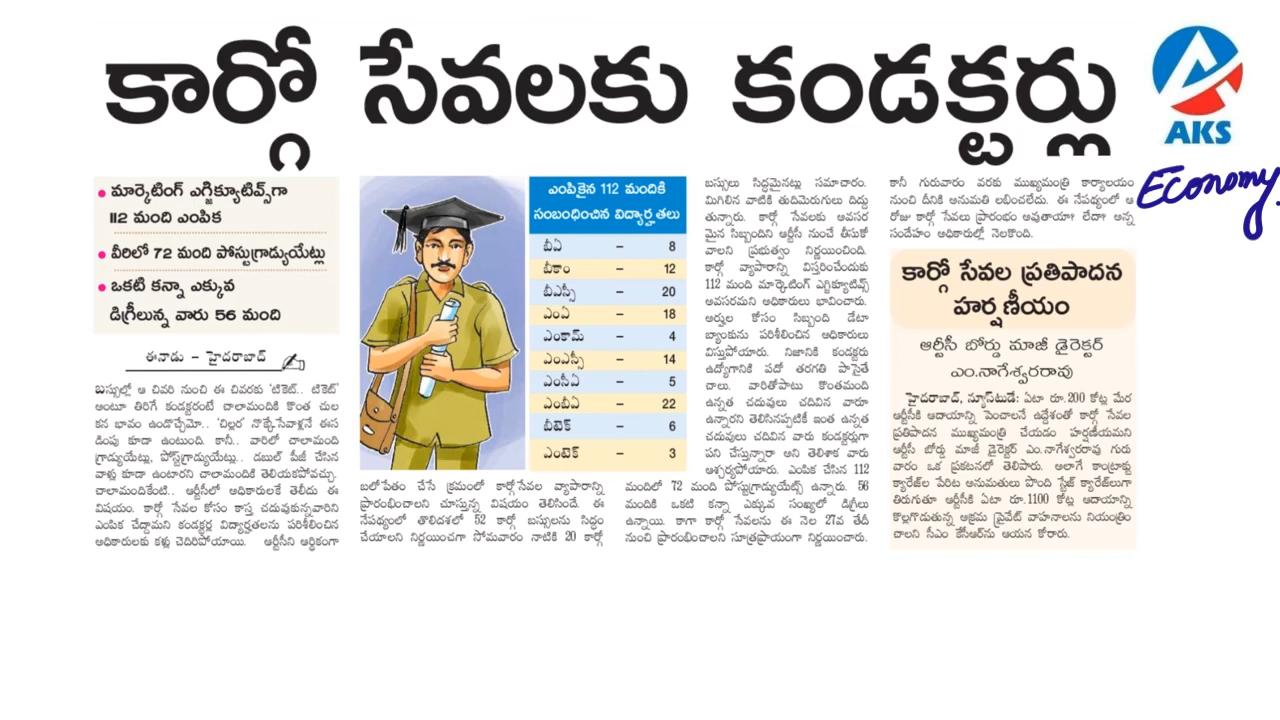 కార్గో సేవలకు కండక్టర్లు
AKS
Economy
• మార్కెటింగ్ ఎగ్జిక్యూటివ్స్‌గా
112 మంది ఎంపిక
• వీరిలో 72 మంది పోస్టుగ్రాడ్యుయేట్లు
• ఒకటి కన్నా ఎక్కువ
డిగ్రీలున్న వారు 56 మంది
ఈనాడు - హైదరాబాద్
బస్సుల్లో ఆ చివరి నుంచి ఈ చివరకు 'టికెట్.. టికెట్'
అంటూ తిరిగే కండక్టరంటే చాలామందికి కొంత చుల
కన భావం ఉండొచ్చేమో.. 'చిల్లర' నొక్కేసేవాళ్లనే ఈస
డింపు కూడా ఉంటుంది. కానీ.. వారిలో చాలామంది
గ్రాడ్యుయేట్లు, పోస్ట్‌గ్రాడ్యుయేట్లు.. డబుల్ పీజీ చేసిన
వాళ్లు కూడా ఉంటారని చాలామందికి తెలియకపోవచ్చు.
చాలామందికేంటి.. ఆర్టీసీలో అధికారులకే తెలీదు ఈ
విషయం. కార్గో సేవల కోసం కాస్త చదువుకున్నవారిని
ఎంపిక చేద్దామని కండక్టర్ల విద్యార్హతలను పరిశీలించిన
అధికారులకు కళ్లు చెదిరిపోయాయి. ఆర్టీసీని ఆర్థికంగా
ఎంపికైన 112 మందికి
సంబంధించిన విద్యార్హతలు
బీఏ – 8
బీకాం – 12
బీఎస్సీ – 20
ఎంఏ – 18
ఎంకామ్ – 4
ఎంఎస్సీ – 14
ఎంసీఏ – 5
ఎంబీఏ – 22
బీటెక్ – 6
ఎంటెక్ – 3
బలోపేతం చేసే క్రమంలో కార్గోసేవల వ్యాపారాన్ని
ప్రారంభించాలని చూస్తున్న విషయం తెలిసిందే. ఈ
నేపథ్యంలో తొలిదశలో 52 కార్గో బస్సులను సిద్ధం
చేయాలని నిర్ణయించగా సోమవారం నాటికి 20 కార్గో
బస్సులు సిద్ధమైనట్లు సమాచారం.
మిగిలిన వాటికి తుదిమెరుగులు దిద్దు
తున్నారు. కార్గో సేవలకు అవసర
మైన సిబ్బందిని ఆర్టీసీ నుంచే తీసుకో
వాలని ప్రభుత్వం నిర్ణయించింది.
కార్గో వ్యాపారాన్ని విస్తరించేందుకు
112 మంది మార్కెటింగ్ ఎగ్జిక్యూటివ్స్
అవసరమని అధికారులు భావించారు.
అర్హుల కోసం సిబ్బంది డేటా
బ్యాంకును పరిశీలించిన అధికారులు
విస్తుపోయారు. నిజానికి కండక్టరు
ఉద్యోగానికి పదో తరగతి పాసైతే
చాలు. వారితోపాటు కొంతమంది
ఉన్నత చదువులు చదివిన వారూ
ఉన్నారని తెలిసినప్పటికీ ఇంత ఉన్నత
చదువులు చదివిన వారు కండక్టర్లుగా
పని చేస్తున్నారా అని తెలిశాక వారు
ఆశ్చర్యపోయారు. ఎంపిక చేసిన 112
మందిలో 72 మంది పోస్టుగ్రాడ్యుయేట్స్ ఉన్నారు. 56
మందికి ఒకటి కన్నా ఎక్కువ సంఖ్యలో డిగ్రీలు
ఉన్నాయి. కాగా కార్గో సేవలను ఈ నెల 27వ తేదీ
నుంచి ప్రారంభించాలని సూత్రప్రాయంగా నిర్ణయించారు.
కానీ గురువారం వరకు ముఖ్యమంత్రి కార్యాలయం
నుంచి దీనికి అనుమతి లభించలేదు. ఈ నేపథ్యంలో ఆ
రోజు కార్గో సేవలు ప్రారంభం అవుతాయా? లేదా? అన్న
సందేహం అధికారుల్లో నెలకొంది.
కార్గో సేవల ప్రతిపాదన
హర్షణీయం
ఆర్టీసీ బోర్డు మాజీ డైరెక్టర్
ఎం.నాగేశ్వరరావు
హైదరాబాద్, న్యూస్‌టుడే: ఏటా రూ.200 కోట్ల మేర
ఆర్టీసీకి ఆదాయాన్ని పెంచాలనే ఉద్దేశంతో కార్గో సేవల
ప్రతిపాదన ముఖ్యమంత్రి చేయడం హర్షణీయమని
ఆర్టీసీ బోర్డు మాజీ డైరెక్టర్ ఎం.నాగేశ్వరరావు గురు
వారం ఒక ప్రకటనలో తెలిపారు. అలాగే కాంట్రాక్టు
క్యారేజ్‌ల పేరిట అనుమతులు పొంది స్టేజ్ క్యారేజ్‌లుగా
తిరుగుతూ ఆర్టీసీకి ఏటా రూ.1100 కోట్ల ఆదాయాన్ని
కొల్లగొడుతున్న అక్రమ ప్రైవేట్ వాహనాలను నియంత్రిం
చాలని సీఎం కేసీఆర్‌ను ఆయన కోరారు.